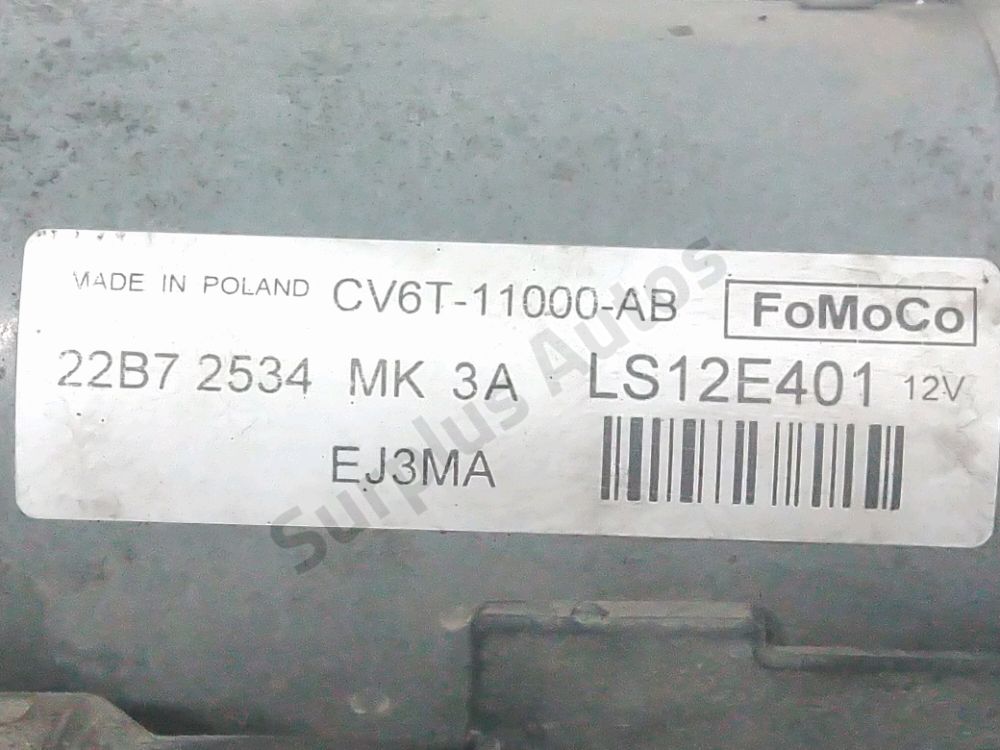 MADE IN POLAND CV6T-11000-AB FoMoCo
22B7 2534 MK 3A LS12E401 12V
EJ3MA
Surplus Autos